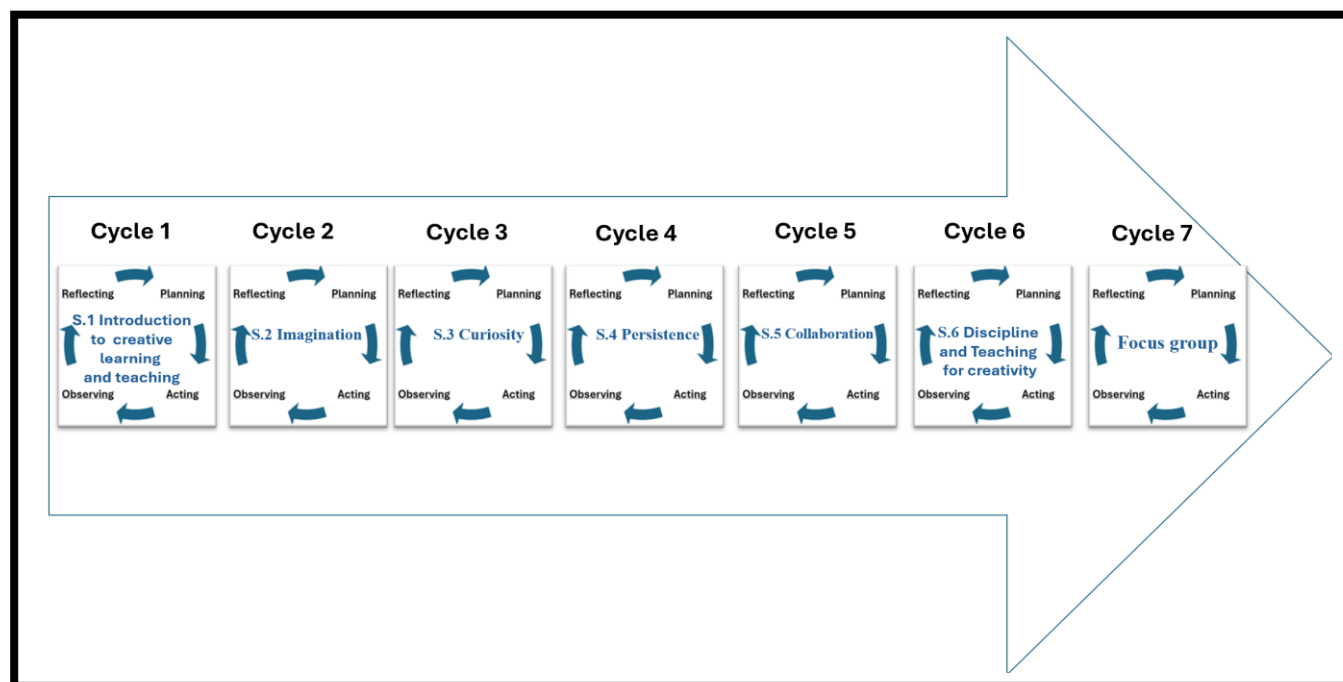 Cycle 1
Cycle 2
Cycle 3
Cycle 4
Cycle 5
Cycle 6
Cycle 7
Reflecting Planning
S.1 Introduction
to creative
learning
and teaching
Observing Acting
Reflecting Planning
S.2 Imagination
Observing Acting
Reflecting Planning
S.3 Curiosity
Observing Acting
Reflecting Planning
S.4 Persistence
Observing Acting
Reflecting Planning
S.5 Collaboration
Observing Acting
Reflecting Planning
S.6 Discipline
and Teaching
for creativity
Observing Acting
Reflecting Planning
Focus group
Observing Acting